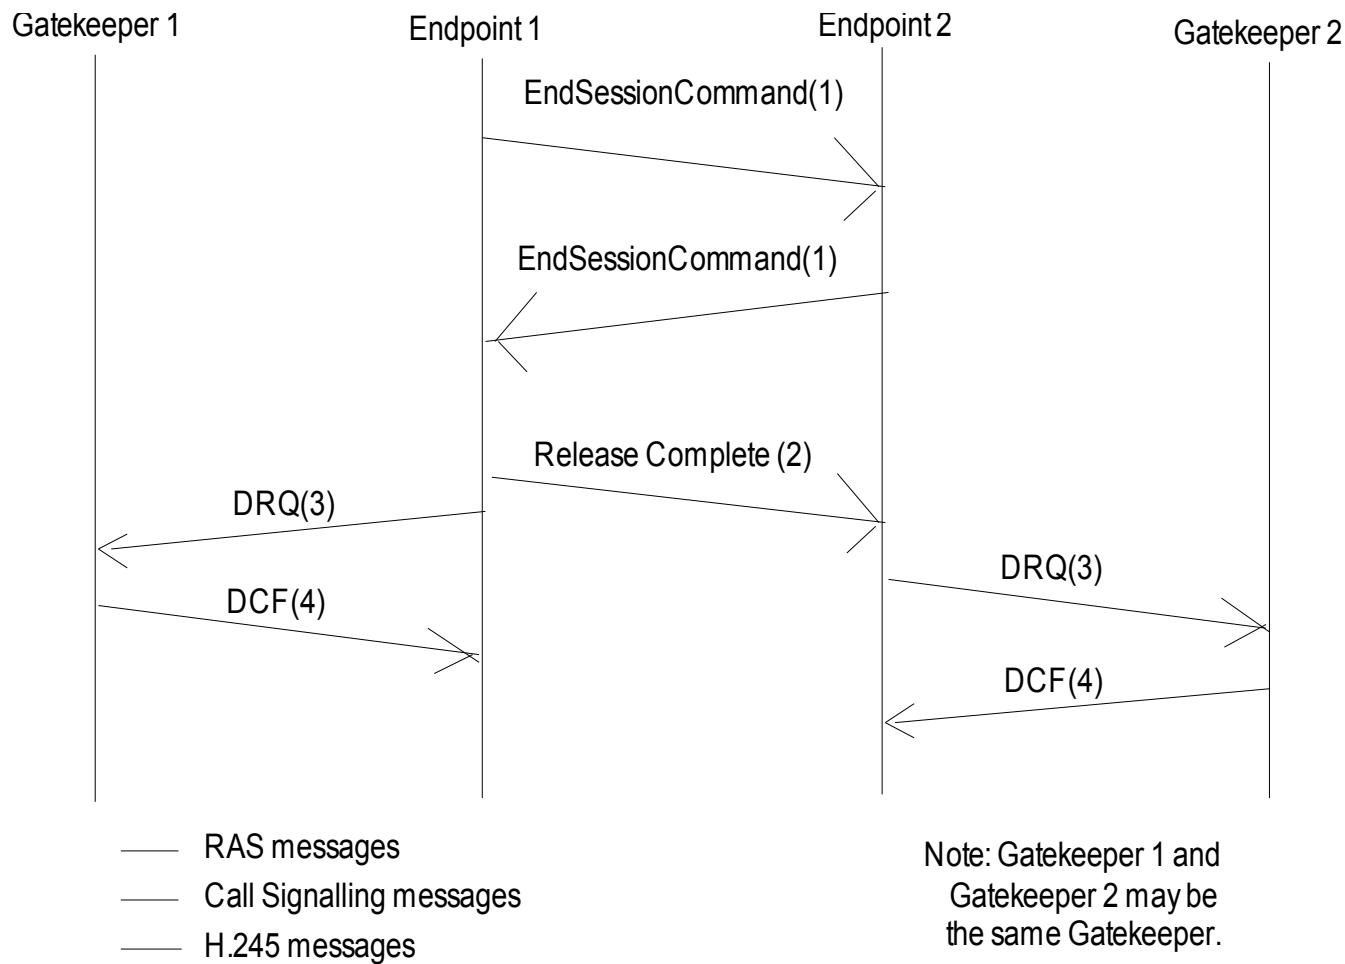 Gatekeeper 1
Endpoint 1
Endpoint 2
Gatekeeper 2
EndSessionCommand(1)
EndSessionCommand(1)
Release Complete (2)
DRQ(3)
DRQ(3)
DCF(4)
DCF(4)
RAS messages
Call Signalling messages
H.245 messages
Note: Gatekeeper 1 and
Gatekeeper 2 may be
the same Gatekeeper.